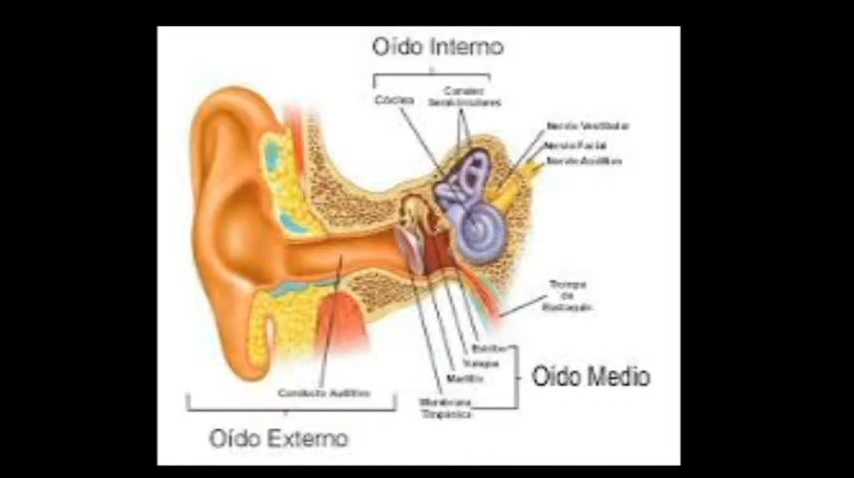 Oído Interno
Cóclea
Canales
Semicirculares
Nervio Vestibular
Nervio Facial
Nervio Auditivo
Trompa
de
Eustaquio
Estribo
Yunque
Martillo
Oído Medio
Conducto Auditivo
Membrana
Timpánica
Oído Externo